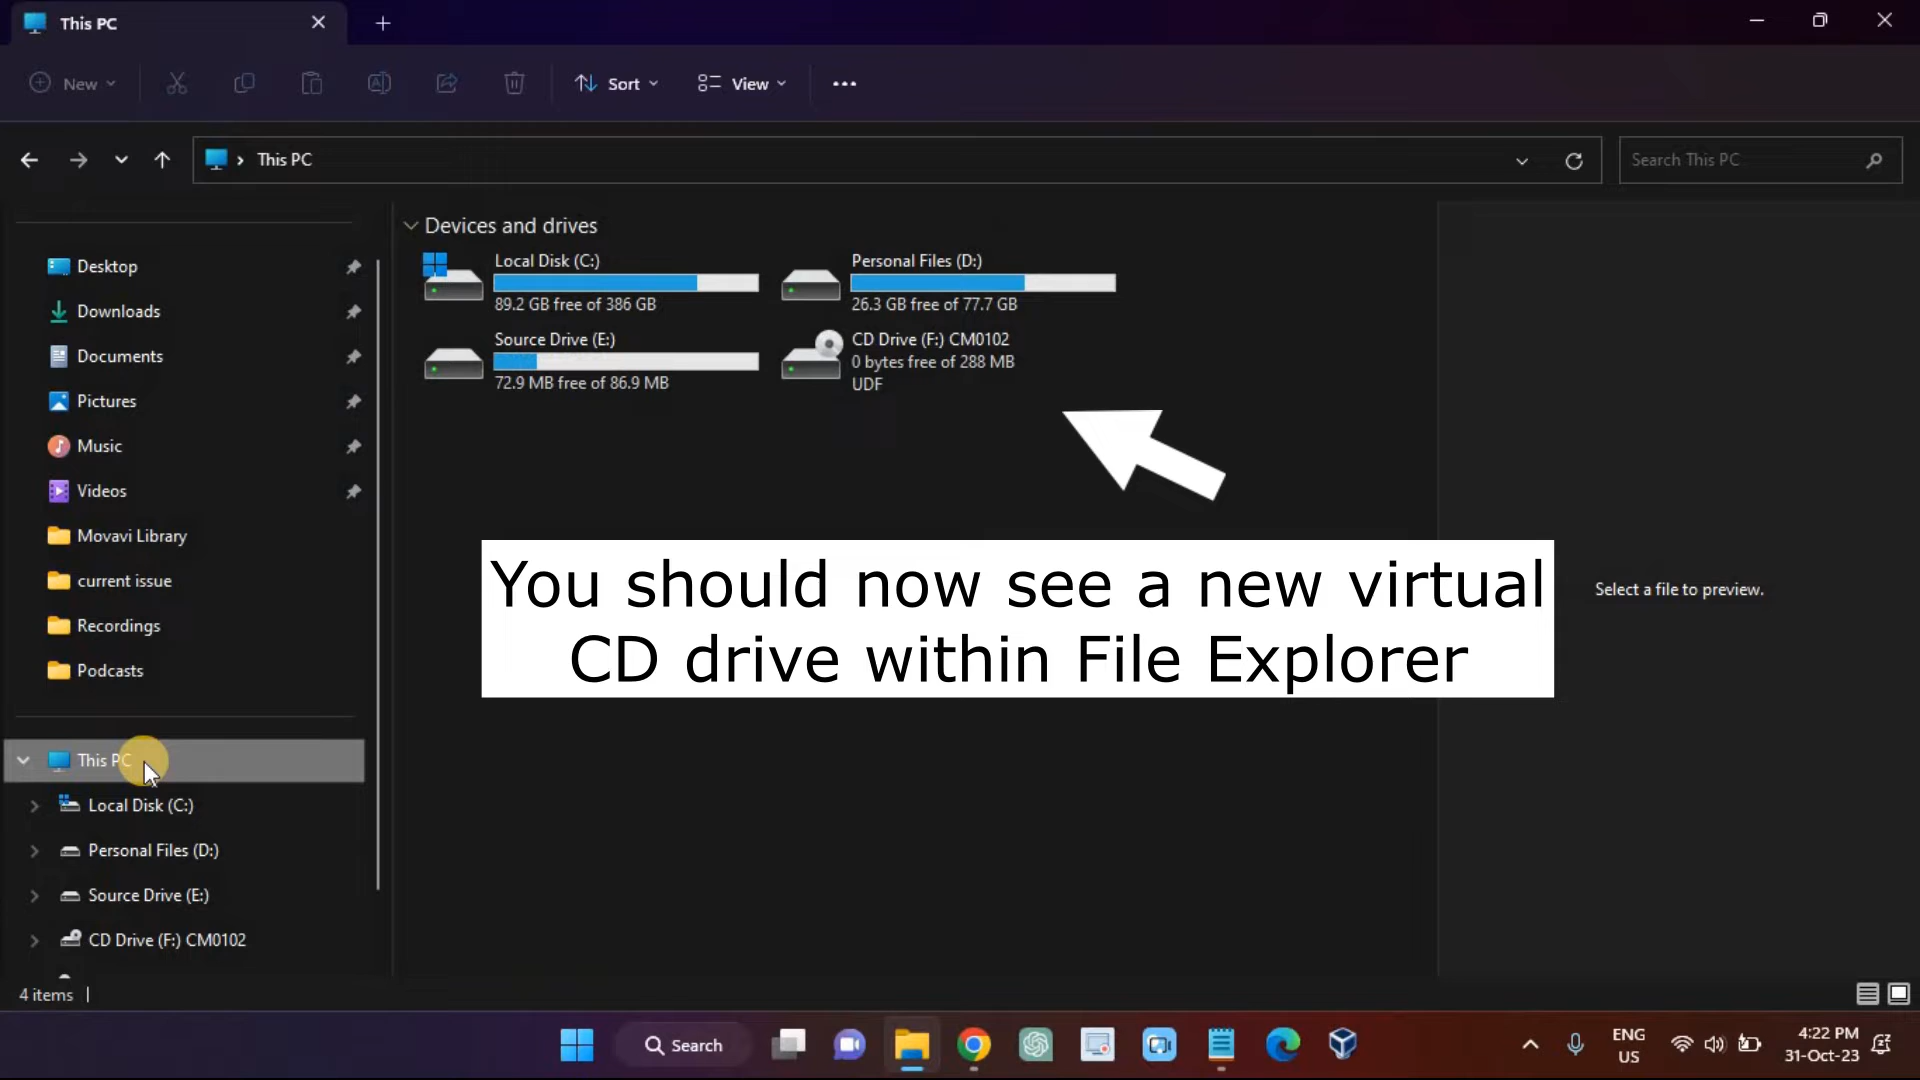 This PC
New
Sort
View
This PC
Search This PC
Devices and drives
Local Disk (C:)
89.2 GB free of 386 GB
Personal Files (D:)
26.3 GB free of 77.7 GB
Source Drive (E:)
72.9 MB free of 86.9 MB
CD Drive (F:) CM0102
0 bytes free of 288 MB
UDF
Desktop
Downloads
Documents
Pictures
Music
Videos
Movavi Library
current issue
Recordings
Podcasts
This PC
Local Disk (C:)
Personal Files (D:)
Source Drive (E:)
CD Drive (F:) CM0102
You should now see a new virtual
CD drive within File Explorer
Select a file to preview.
4 items
Search
ENG
US
4:22 PM
31-Oct-23